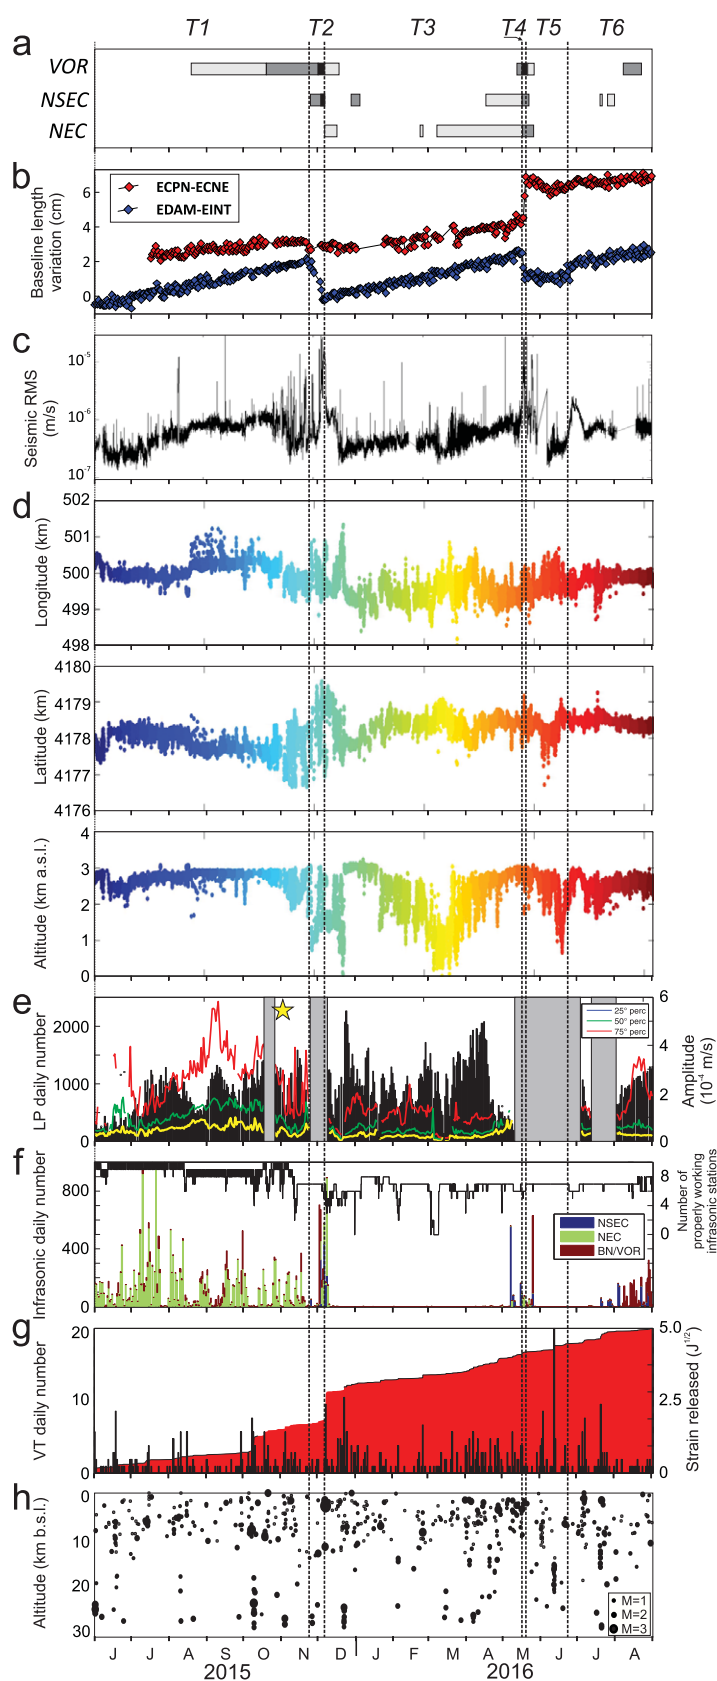 T1 T2 T3 T4 T5 T6
a
VOR
NSEC
NEC
b
Baseline length
variation (cm)
6
4
2
0
ECPN-ECNE
EDAM-EINT
c
Seismic RMS
(m/s)
10-5
10-6
10-7
d
Longitude (km)
502
501
500
499
498
Latitude (km)
4180
4179
4178
4177
4176
Altitude (km a.s.l.)
4
3
2
1
0
e
LP daily number
2000
1000
0
25° perc
50° perc
75° perc
6
4
2
0
Amplitude
(10-4 m/s)
f
Infrasonic daily number
800
400
0
8
6
4
2
0
Number of
properly working
infrasonic stations
NSEC
NEC
BN/VOR
g
VT daily number
20
10
0
5.0
2.5
0
Strain released (J1/2)
h
Altitude (km b.s.l.)
0
10
20
30
M=1
M=2
M=3
J J A S O N D J F M A M J J A
2015 2016